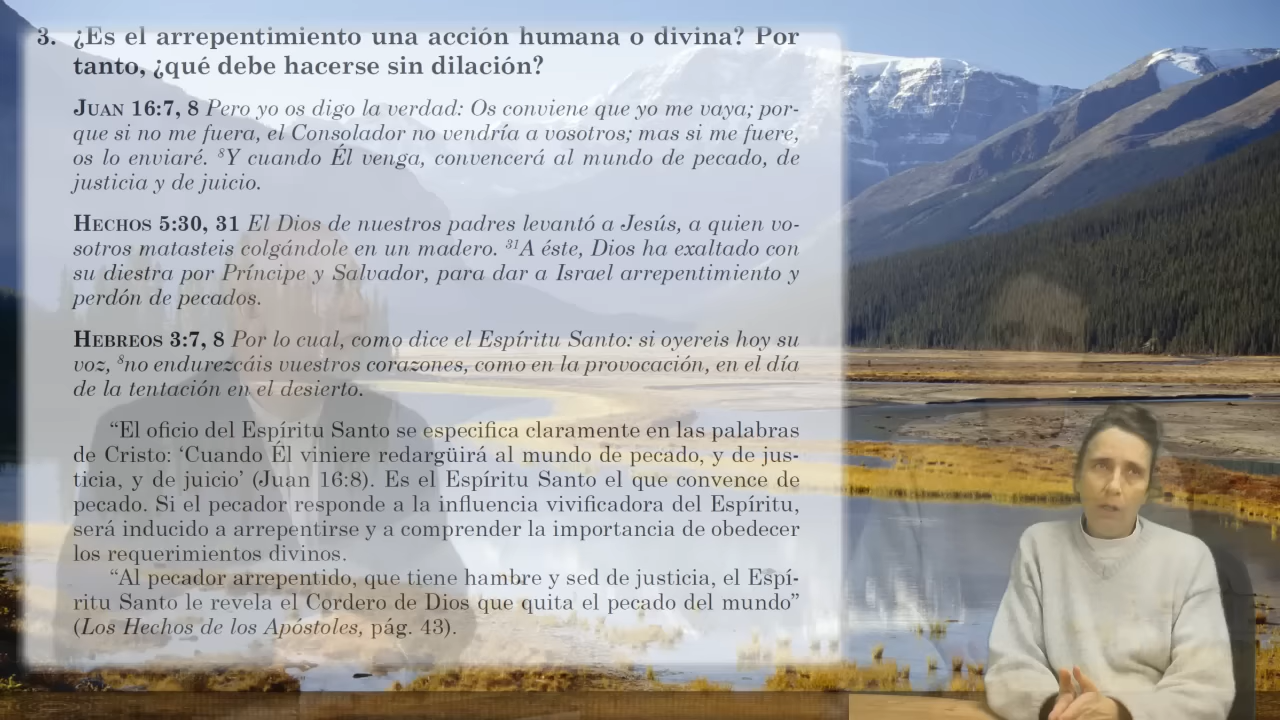 3. ¿Es el arrepentimiento una acción humana o divina? Por
tanto, ¿qué debe hacerse sin dilación?
JUAN 16:7, 8 Pero yo os digo la verdad: Os conviene que yo me vaya; por-
que si no me fuera, el Consolador no vendría a vosotros; mas si me fuere,
os lo enviaré. ⁸Y cuando Él venga, convencerá al mundo de pecado, de
justicia y de juicio.
HECHOS 5:30, 31 El Dios de nuestros padres levantó a Jesús, a quien vo-
sotros matasteis colgándole en un madero. ³¹A éste, Dios ha exaltado con
su diestra por Príncipe y Salvador, para dar a Israel arrepentimiento y
perdón de pecados.
HEBREOS 3:7, 8 Por lo cual, como dice el Espíritu Santo: si oyereis hoy su
voz, ⁸no endurezcáis vuestros corazones, como en la provocación, en el día
de la tentación en el desierto.
“El oficio del Espíritu Santo se especifica claramente en las palabras
de Cristo: ‘Cuando Él viniere redargüirá al mundo de pecado, y de jus-
ticia, y de juicio’ (Juan 16:8). Es el Espíritu Santo el que convence de
pecado. Si el pecador responde a la influencia vivificadora del Espíritu,
será inducido a arrepentirse y a comprender la importancia de obedecer
los requerimientos divinos.
“Al pecador arrepentido, que tiene hambre y sed de justicia, el Espí-
ritu Santo le revela el Cordero de Dios que quita el pecado del mundo”
(Los Hechos de los Apóstoles, pág. 43).